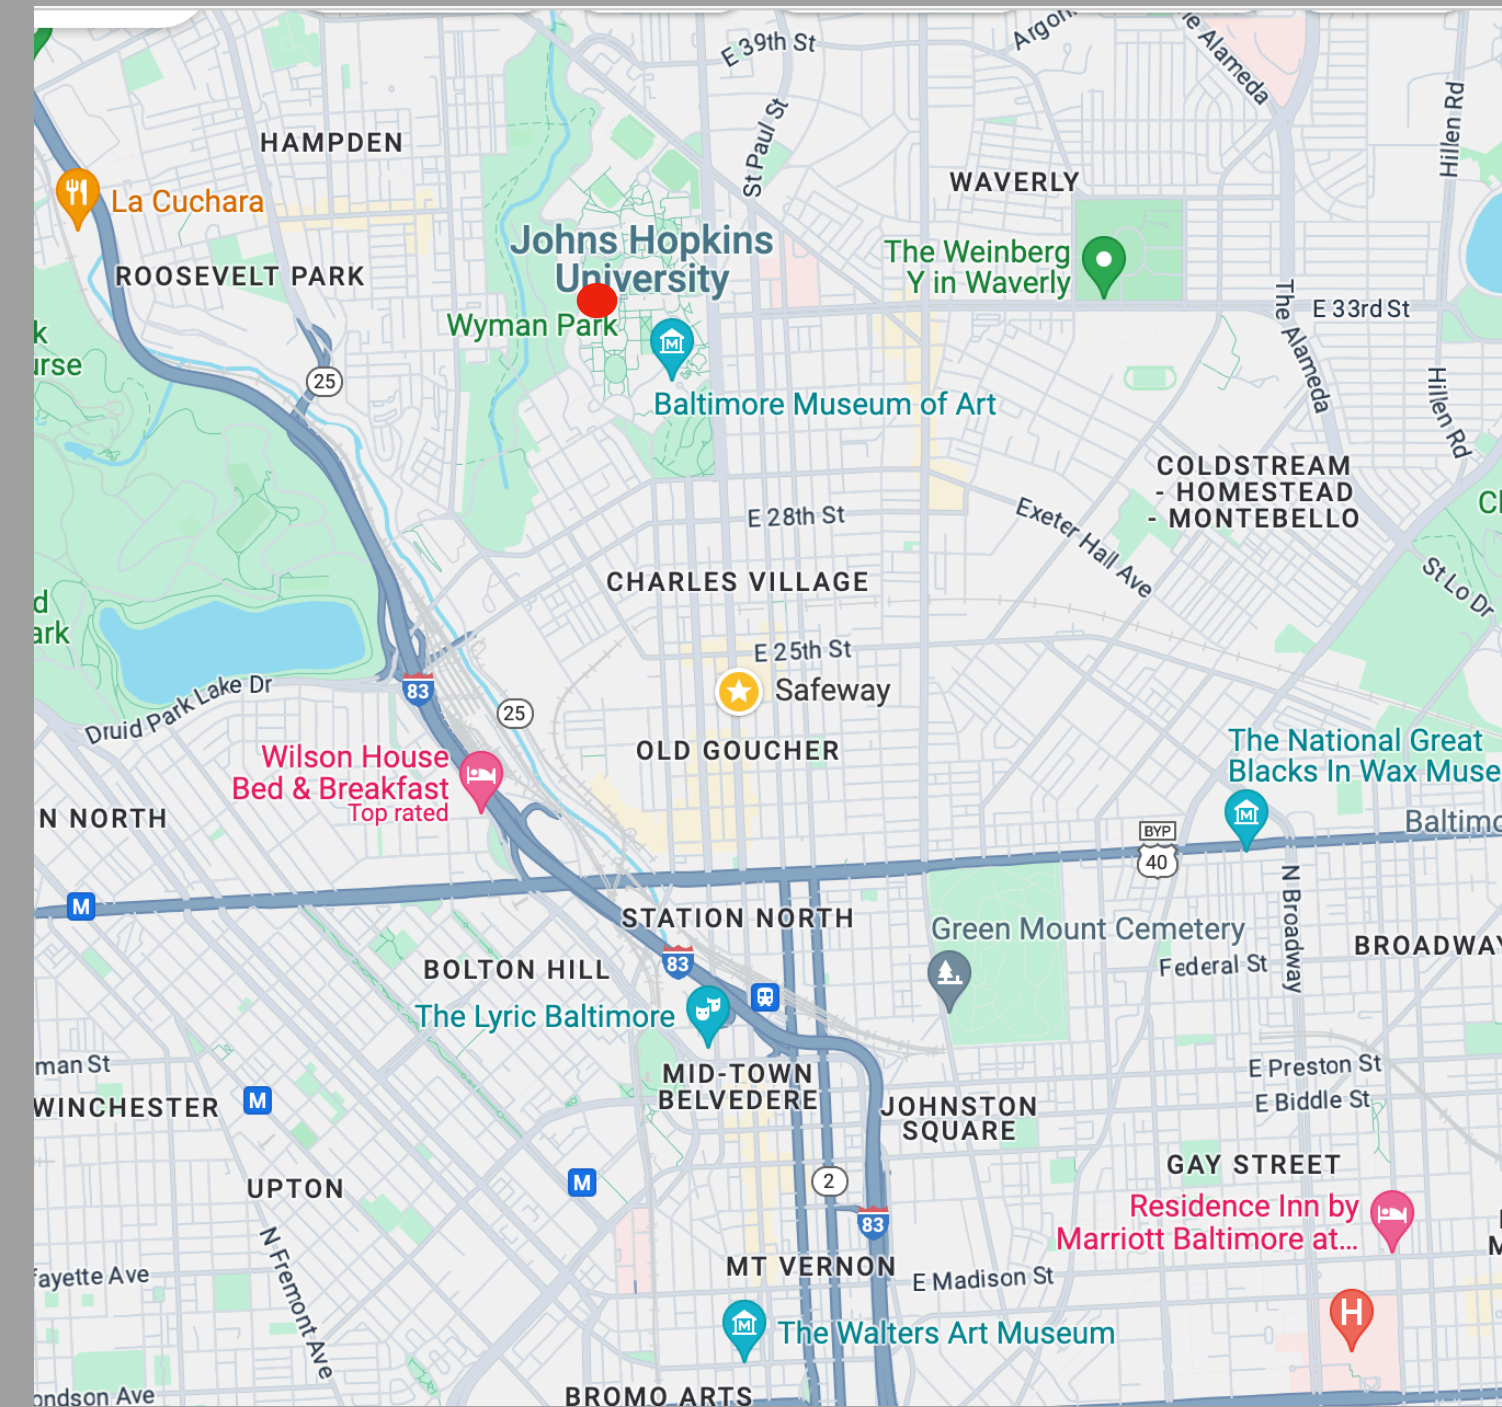 E 39th St
Argon
e Alameda
Hillen Rd
St Paul St
HAMPDEN
WAVERLY
La Cuchara
Johns Hopkins
University
The Weinberg
Y in Waverly
ROOSEVELT PARK
The Alameda
E 33rd St
Wyman Park
k
urse
25
Baltimore Museum of Art
Hillen Rd
COLDSTREAM
- HOMESTEAD
- MONTEBELLO
Cl
E 28th St
Exeter Hall Ave
CHARLES VILLAGE
St Lo Dr
d
ark
E 25th St
Safeway
83
Druid Park Lake Dr
25
OLD GOUCHER
The National Great
Blacks In Wax Muse
Wilson House
Bed & Breakfast
Top rated
N NORTH
Baltimo
BYP
40
M
N Broadway
STATION NORTH
Green Mount Cemetery
BROADWAY
Federal St
83
BOLTON HILL
The Lyric Baltimore
man St
MID-TOWN
BELVEDERE
E Preston St
E Biddle St
WINCHESTER
M
JOHNSTON
SQUARE
GAY STREET
UPTON
M
2
Residence Inn by
Marriott Baltimore at...
83
N Fremont Ave
MT VERNON
fayette Ave
E Madison St
M
H
The Walters Art Museum
ondson Ave
BROMO ARTS